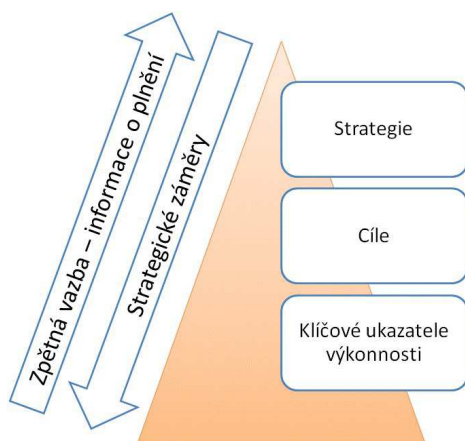 Zpětná vazba – informace o plnění
Strategické záměry
Strategie
Cíle
Klíčové ukazatele
výkonnosti